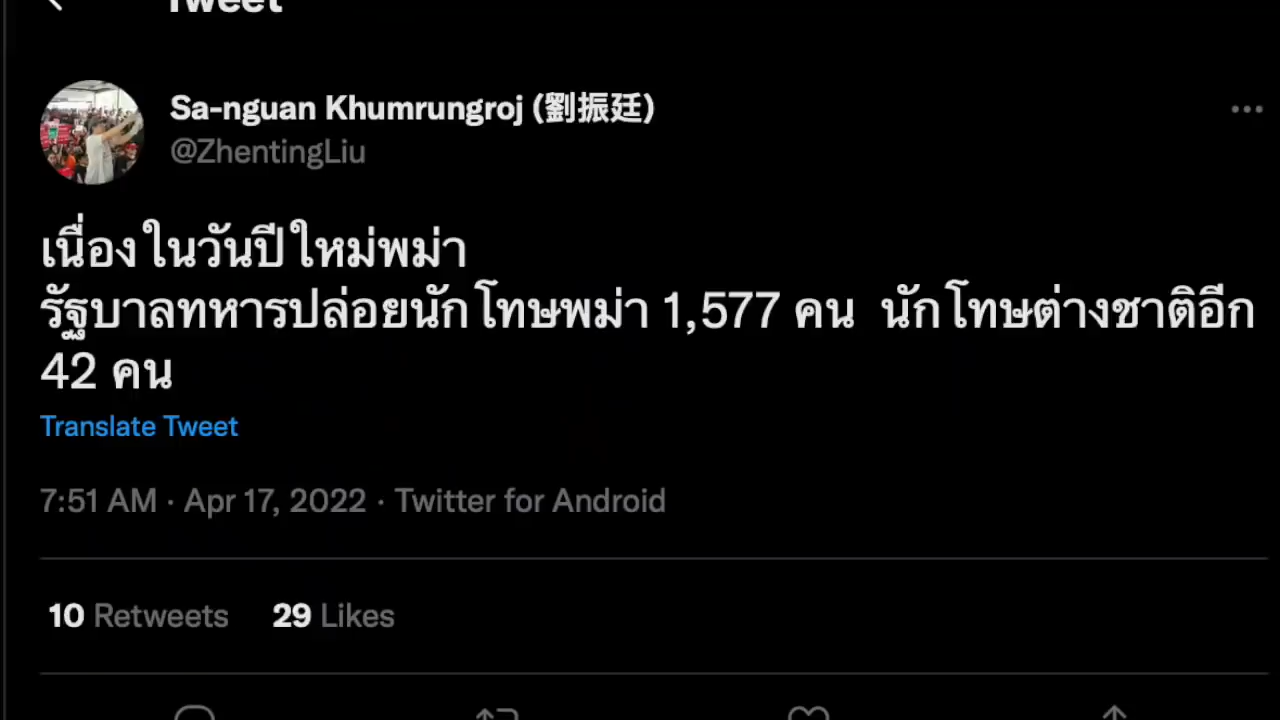 Tweet
Sa-nguan Khumrungroj (劉振廷)
@ZhentingLiu
เนื่องในวันปีใหม่พม่า
รัฐบาลทหารปล่อยนักโทษพม่า 1,577 คน นักโทษต่างชาติอีก
42 คน
Translate Tweet
7:51 AM · Apr 17, 2022 · Twitter for Android
10 Retweets 29 Likes